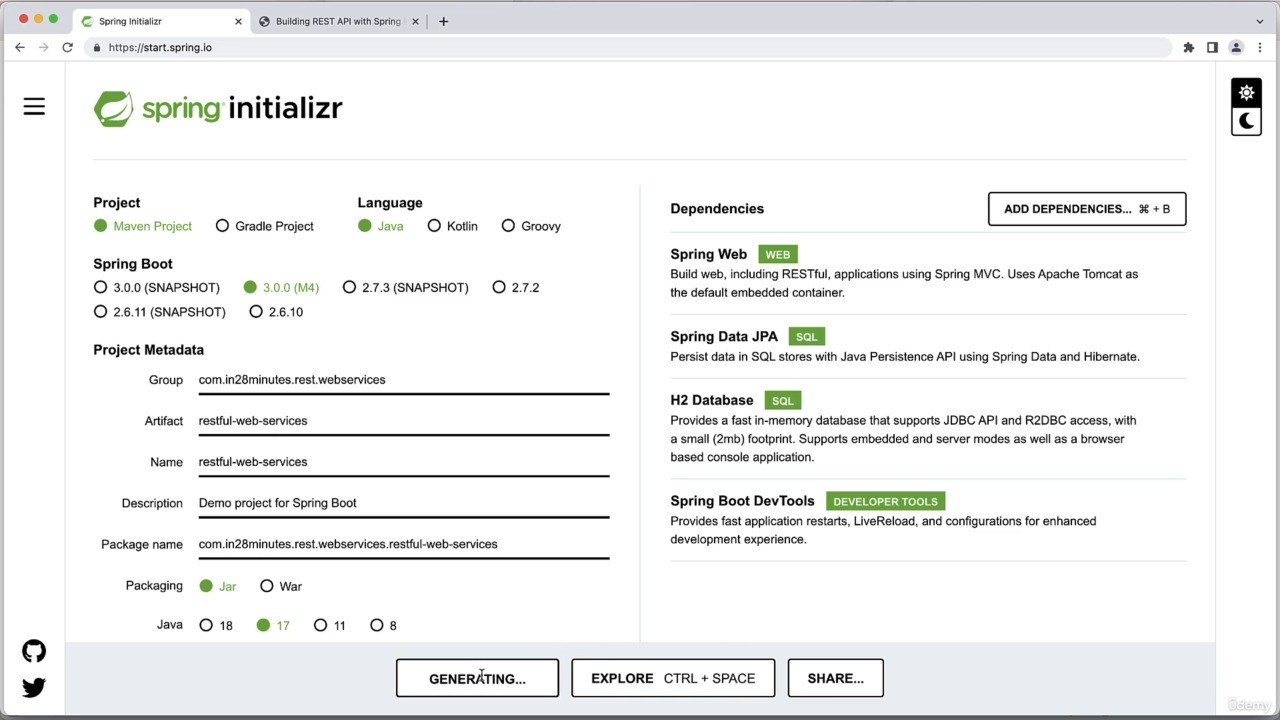 Spring Initializr
Building REST API with Spring
https://start.spring.io
spring initializr
Project
Maven Project
Gradle Project
Language
Java
Kotlin
Groovy
Spring Boot
3.0.0 (SNAPSHOT)
3.0.0 (M4)
2.7.3 (SNAPSHOT)
2.7.2
2.6.11 (SNAPSHOT)
2.6.10
Project Metadata
Group com.in28minutes.rest.webservices
Artifact restful-web-services
Name restful-web-services
Description Demo project for Spring Boot
Package name com.in28minutes.rest.webservices.restful-web-services
Packaging Jar War
Java 18 17 11 8
Dependencies
ADD DEPENDENCIES... ⌘ + B
Spring Web WEB
Build web, including RESTful, applications using Spring MVC. Uses Apache Tomcat as
the default embedded container.
Spring Data JPA SQL
Persist data in SQL stores with Java Persistence API using Spring Data and Hibernate.
H2 Database SQL
Provides a fast in-memory database that supports JDBC API and R2DBC access, with
a small (2mb) footprint. Supports embedded and server modes as well as a browser
based console application.
Spring Boot DevTools DEVELOPER TOOLS
Provides fast application restarts, LiveReload, and configurations for enhanced
development experience.
GENERATING...
EXPLORE CTRL + SPACE
SHARE...
ûdemy